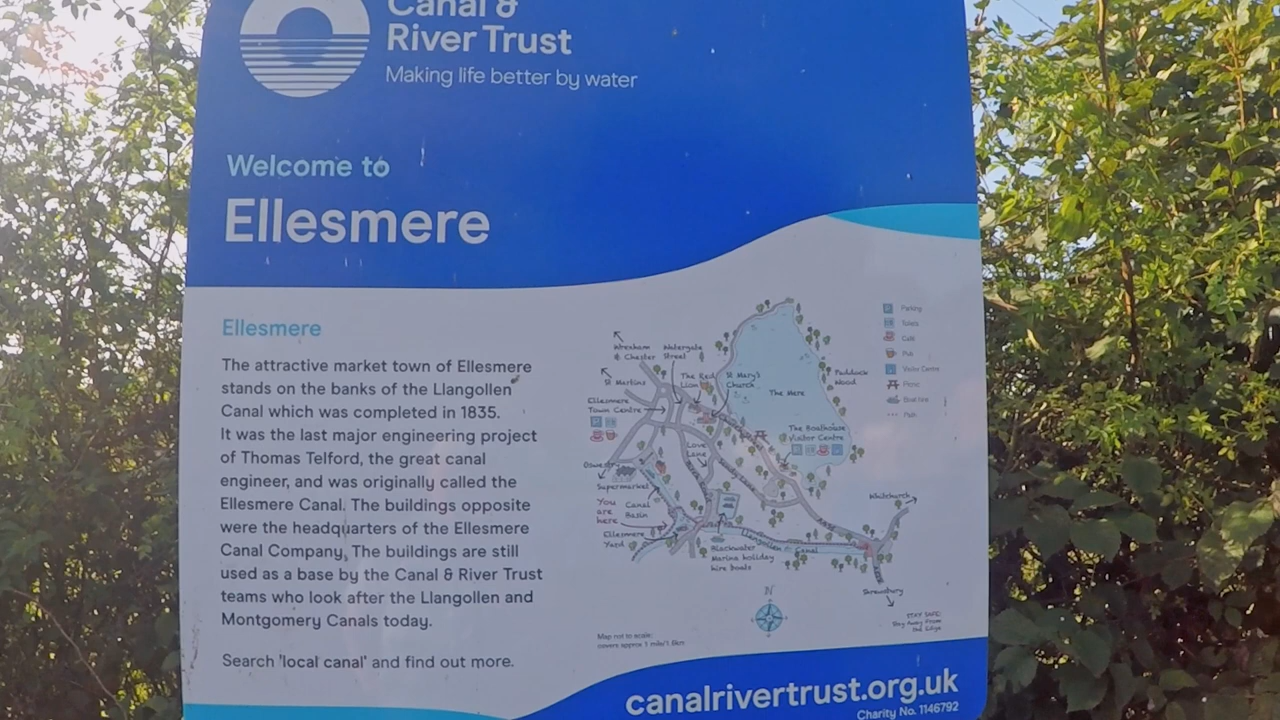 Canal &
River Trust
Making life better by water
Welcome to
Ellesmere
Ellesmere
The attractive market town of Ellesmere
stands on the banks of the Llangollen
Canal which was completed in 1835.
It was the last major engineering project
of Thomas Telford, the great canal
engineer, and was originally called the
Ellesmere Canal. The buildings opposite
were the headquarters of the Ellesmere
Canal Company. The buildings are still
used as a base by the Canal & River Trust
teams who look after the Llangollen and
Montgomery Canals today.
Search 'local canal' and find out more.
Wrexham
& Chester
Watergate
Street
St Martins
The Red
Lion
St Mary's
Church
The Mere
Paddock
Wood
Ellesmere
Town Centre
The Boathouse
Visitor Centre
Love
Lane
Oswestry
Supermarket
You
are
here
Canal
Basin
Ellesmere
Yard
Blackwater
Marina holiday
hire boats
Llangollen Canal
A495
Whitchurch
Shrewsbury
N
Parking
Toilets
Café
Pub
Visitor Centre
Picnic
Boat hire
Path
STAY SAFE:
Stay Away From
the Edge
Map not to scale:
covers approx 1 mile/1.6km
canalrivertrust.org.uk
Charity No. 1146792